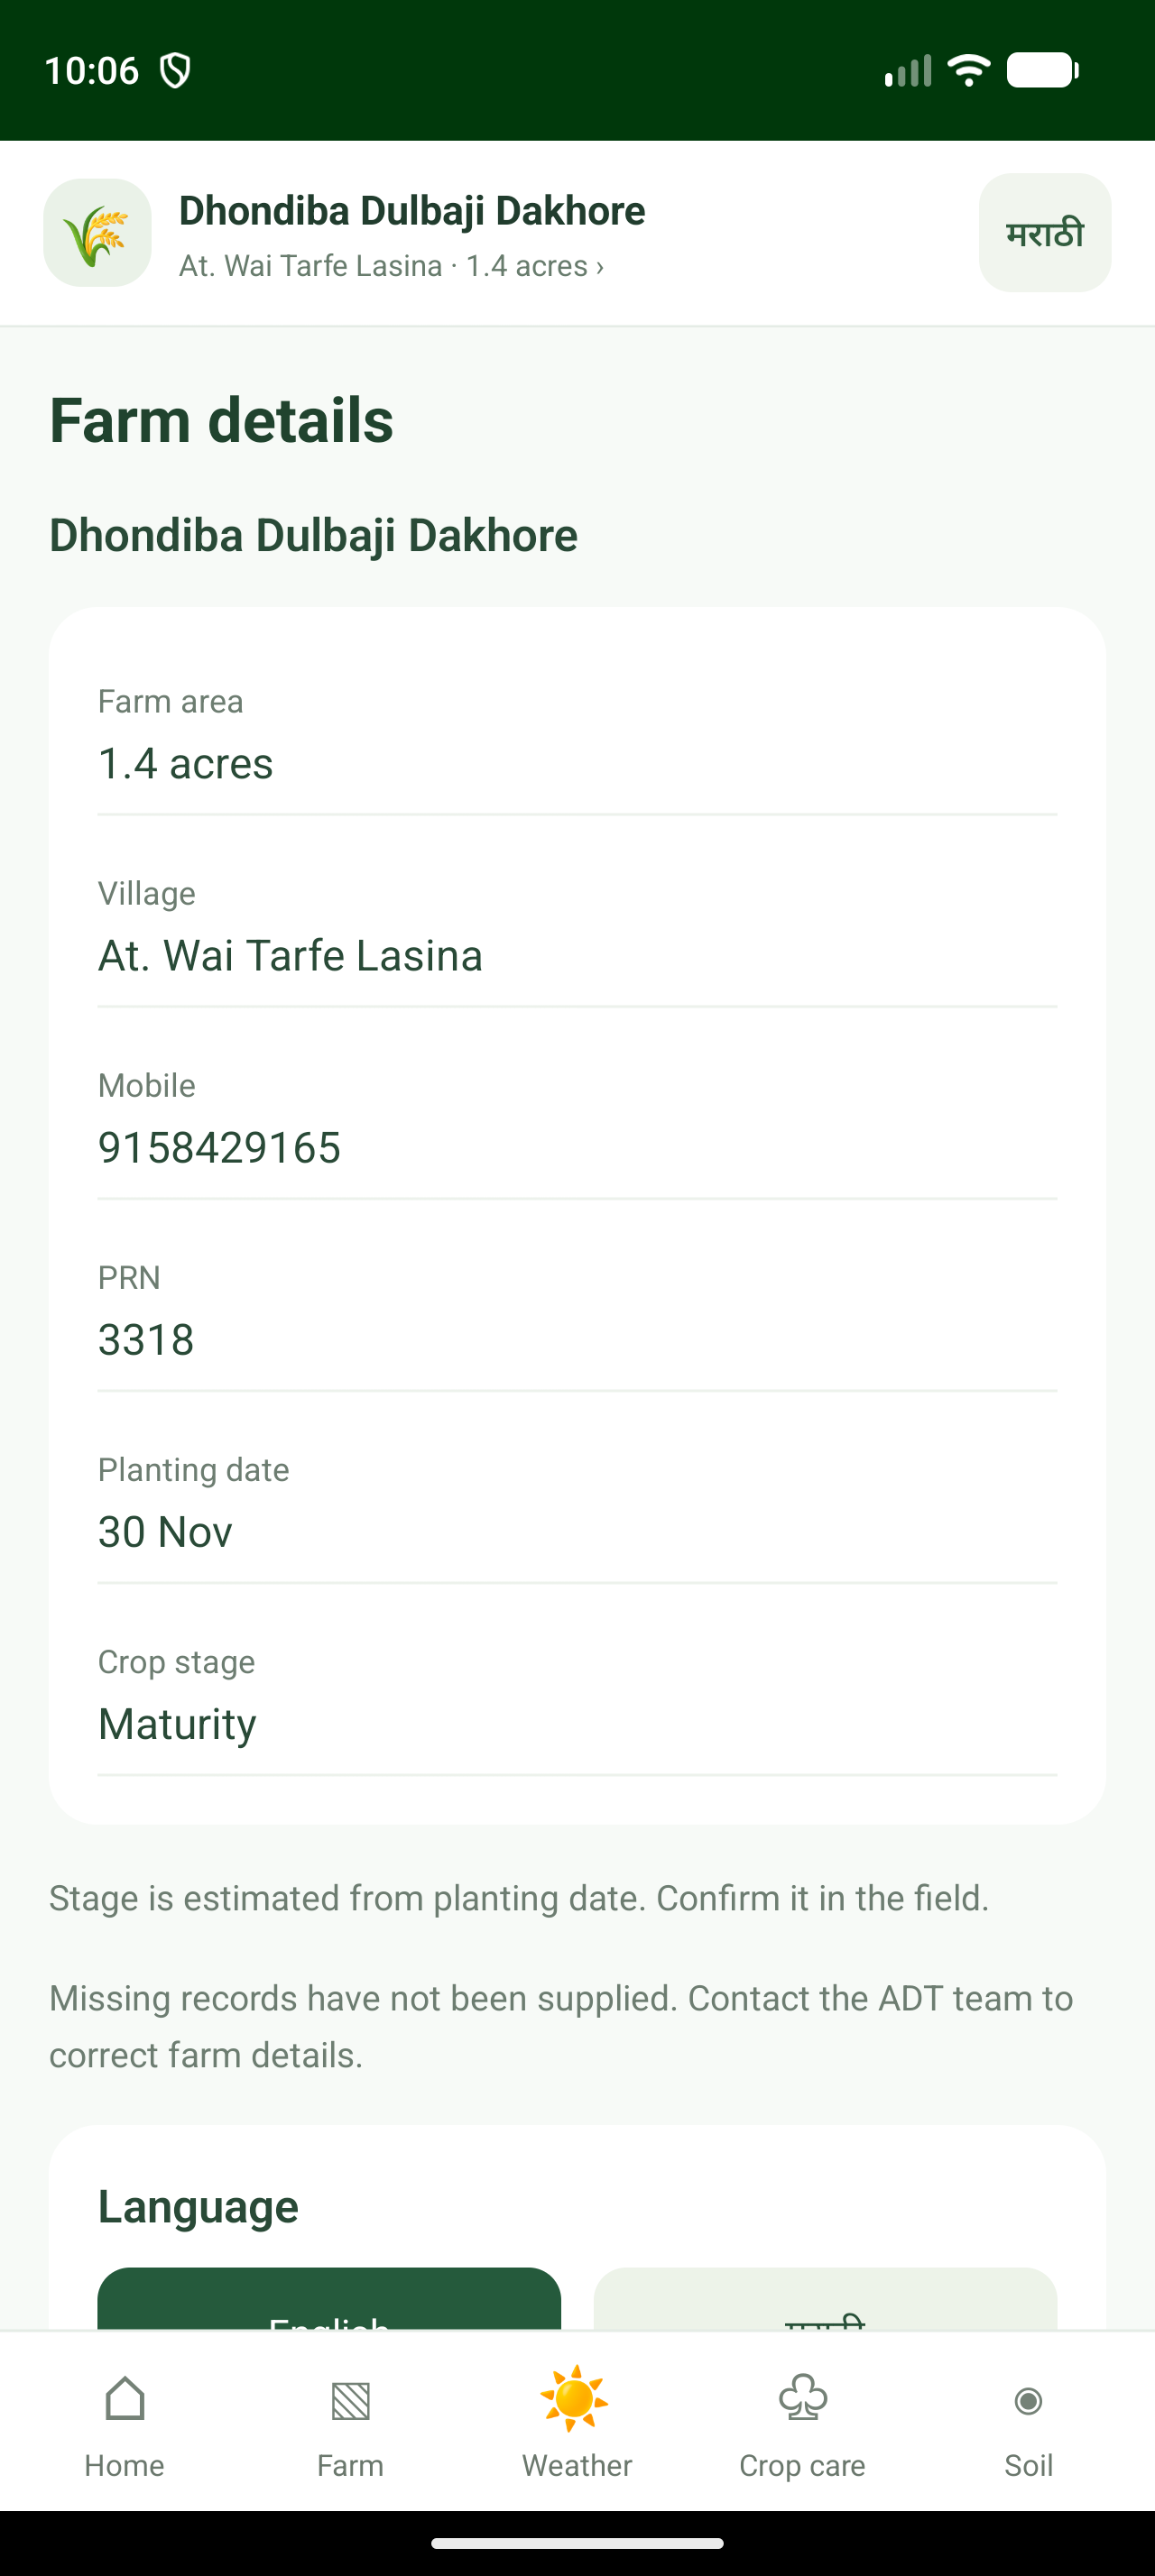 10:06
Dhondiba Dulbaji Dakhore
At. Wai Tarfe Lasina · 1.4 acres ›
मराठी
Farm details
Dhondiba Dulbaji Dakhore
Farm area
1.4 acres
Village
At. Wai Tarfe Lasina
Mobile
9158429165
PRN
3318
Planting date
30 Nov
Crop stage
Maturity
Stage is estimated from planting date. Confirm it in the field.
Missing records have not been supplied. Contact the ADT team to
correct farm details.
Language
English
मराठी
Home
Farm
Weather
Crop care
Soil